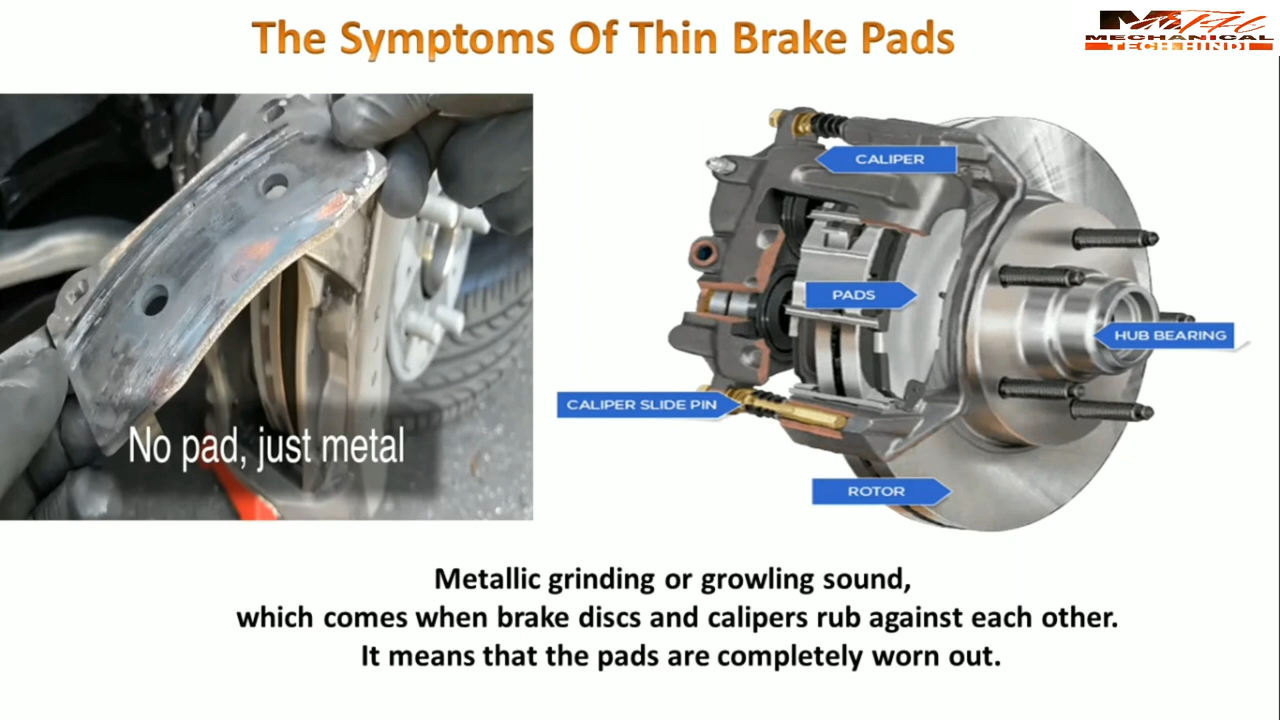 The Symptoms Of Thin Brake Pads
MECHANICAL
TECH HINDI
CALIPER
PADS
HUB BEARING
CALIPER SLIDE PIN
No pad, just metal
ROTOR
Metallic grinding or growling sound,
which comes when brake discs and calipers rub against each other.
It means that the pads are completely worn out.